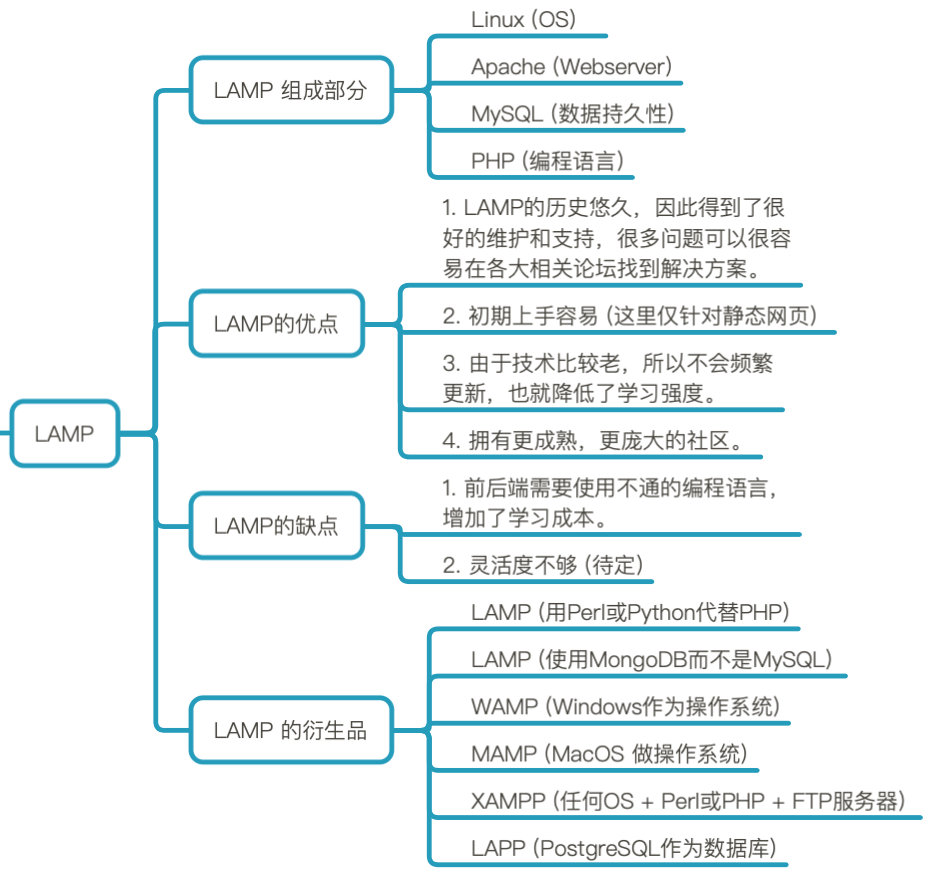 LAMP
LAMP 组成部分
Linux (OS)
Apache (Webserver)
MySQL (数据持久性)
PHP (编程语言)
LAMP的优点
1. LAMP的历史悠久，因此得到了很
好的维护和支持，很多问题可以很容
易在各大相关论坛找到解决方案。
2. 初期上手容易 (这里仅针对静态网页)
3. 由于技术比较老，所以不会频繁
更新，也就降低了学习强度。
4. 拥有更成熟，更庞大的社区。
LAMP的缺点
1. 前后端需要使用不通的编程语言，
增加了学习成本。
2. 灵活度不够 (待定)
LAMP 的衍生品
LAMP (用Perl或Python代替PHP)
LAMP (使用MongoDB而不是MySQL)
WAMP (Windows作为操作系统)
MAMP (MacOS 做操作系统)
XAMPP (任何OS + Perl或PHP + FTP服务器)
LAPP (PostgreSQL作为数据库)